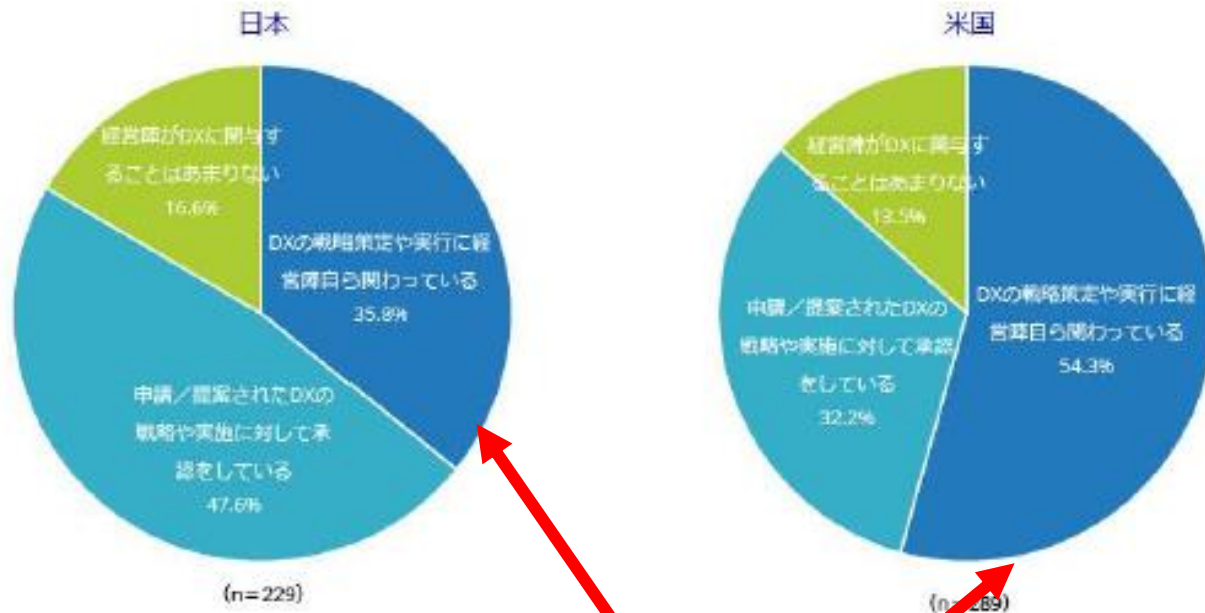 日本
経営陣がDXに関与す
ることはあまりない
16.6%
DXの戦略策定や実行に経
営陣自ら関わっている
35.8%
申請／提案されたDXの
戦略や実施に対して承
認をしている
47.6%
(n=229)
米国
経営陣がDXに関与す
ることはあまりない
13.5%
DXの戦略策定や実行に経
営陣自ら関わっている
54.3%
申請／提案されたDXの
戦略や実施に対して承認
をしている
32.2%
(n=289)